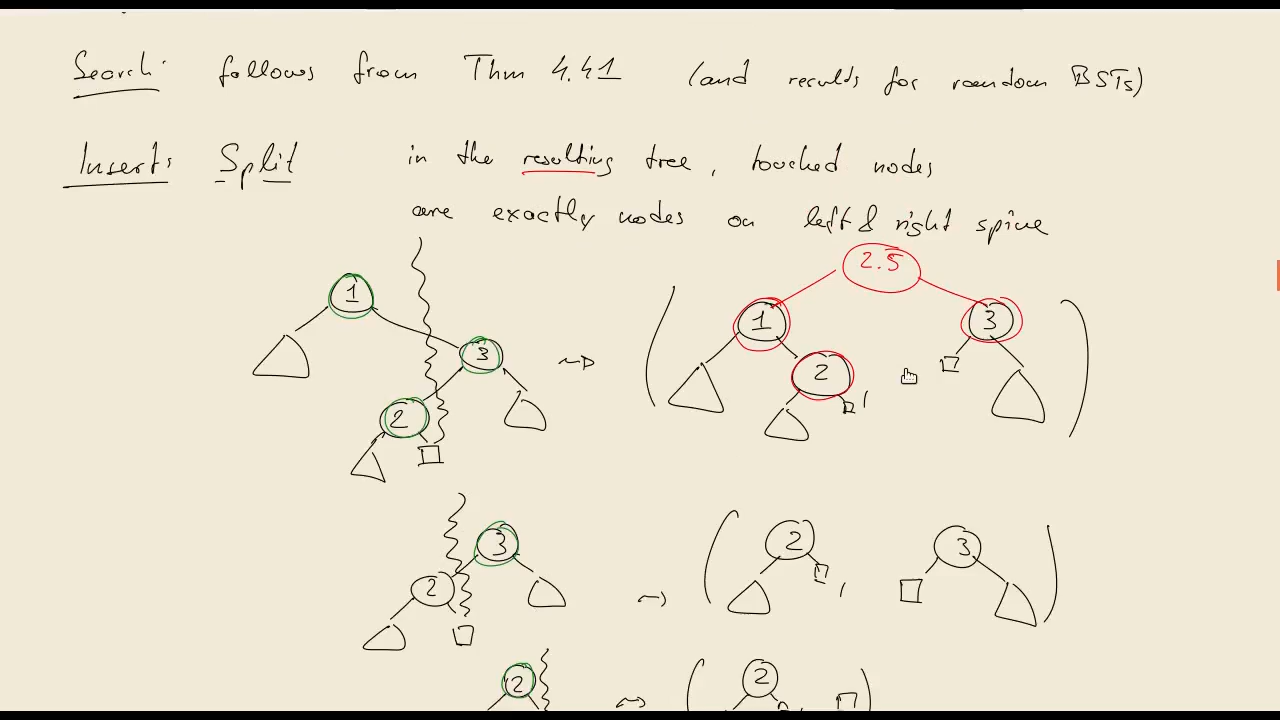 Search: follows from Thm 4.41 (and results for random BSTs)
Insert: Split in the resulting tree, touched nodes
are exactly nodes on left & right spine
2.5
1 1 3
3 2
2
3 2 3
2
2 2